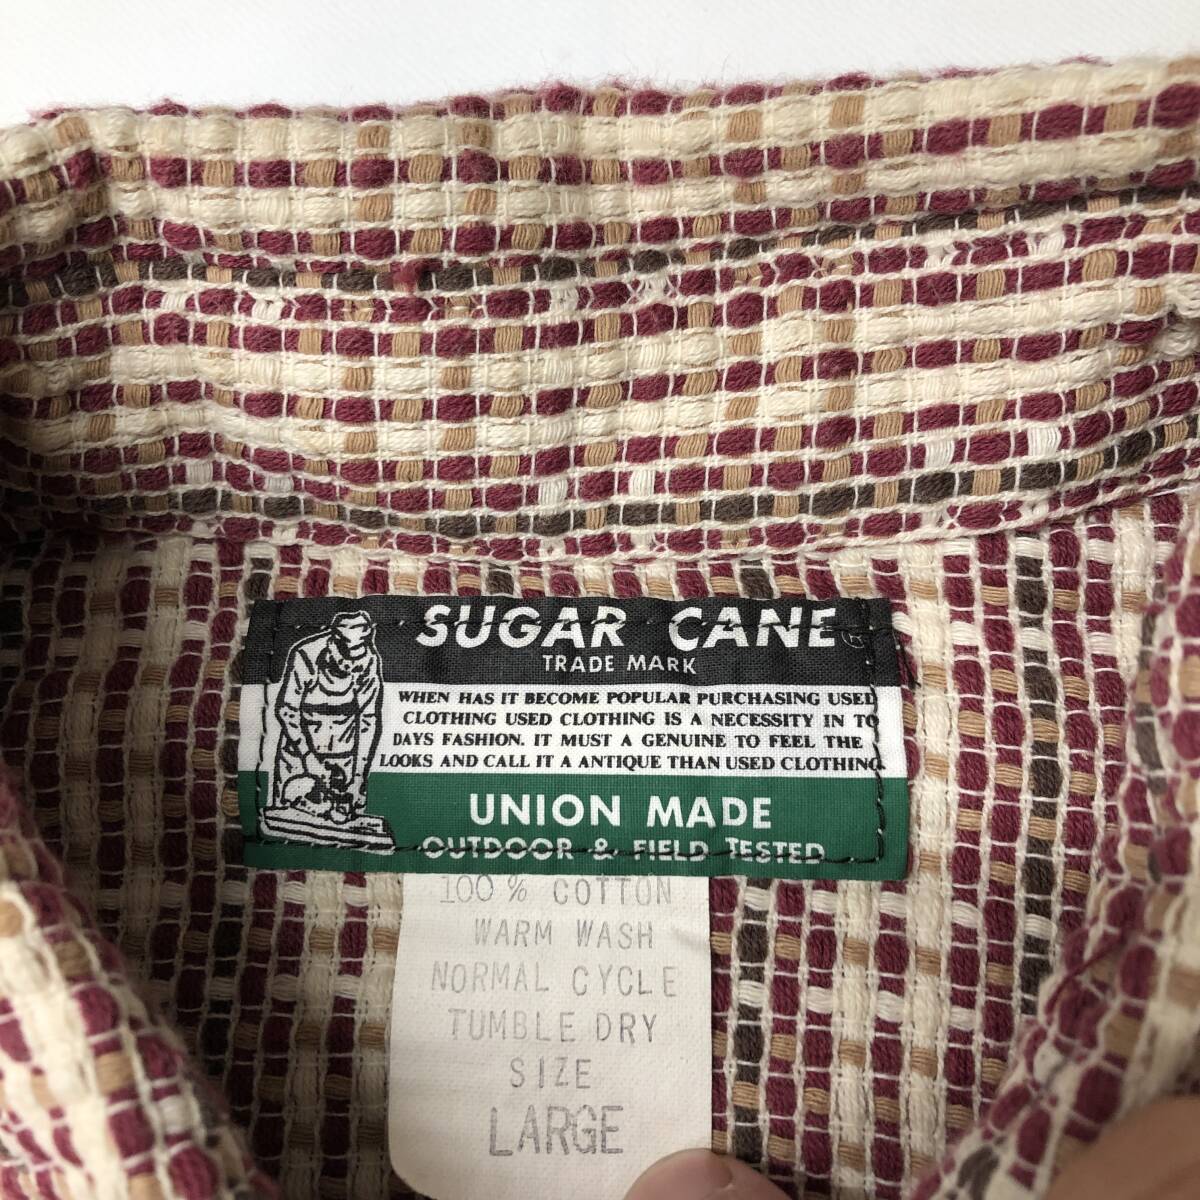 SUGAR CANE ®
TRADE MARK
WHEN HAS IT BECOME POPULAR PURCHASING USED
CLOTHING USED CLOTHING IS A NECESSITY IN TO
DAYS FASHION. IT MUST A GENUINE TO FEEL THE
LOOKS AND CALL IT A ANTIQUE THAN USED CLOTHING.
UNION MADE
OUTDOOR & FIELD TESTED
100% COTTON
WARM WASH
NORMAL CYCLE
TUMBLE DRY
SIZE
LARGE